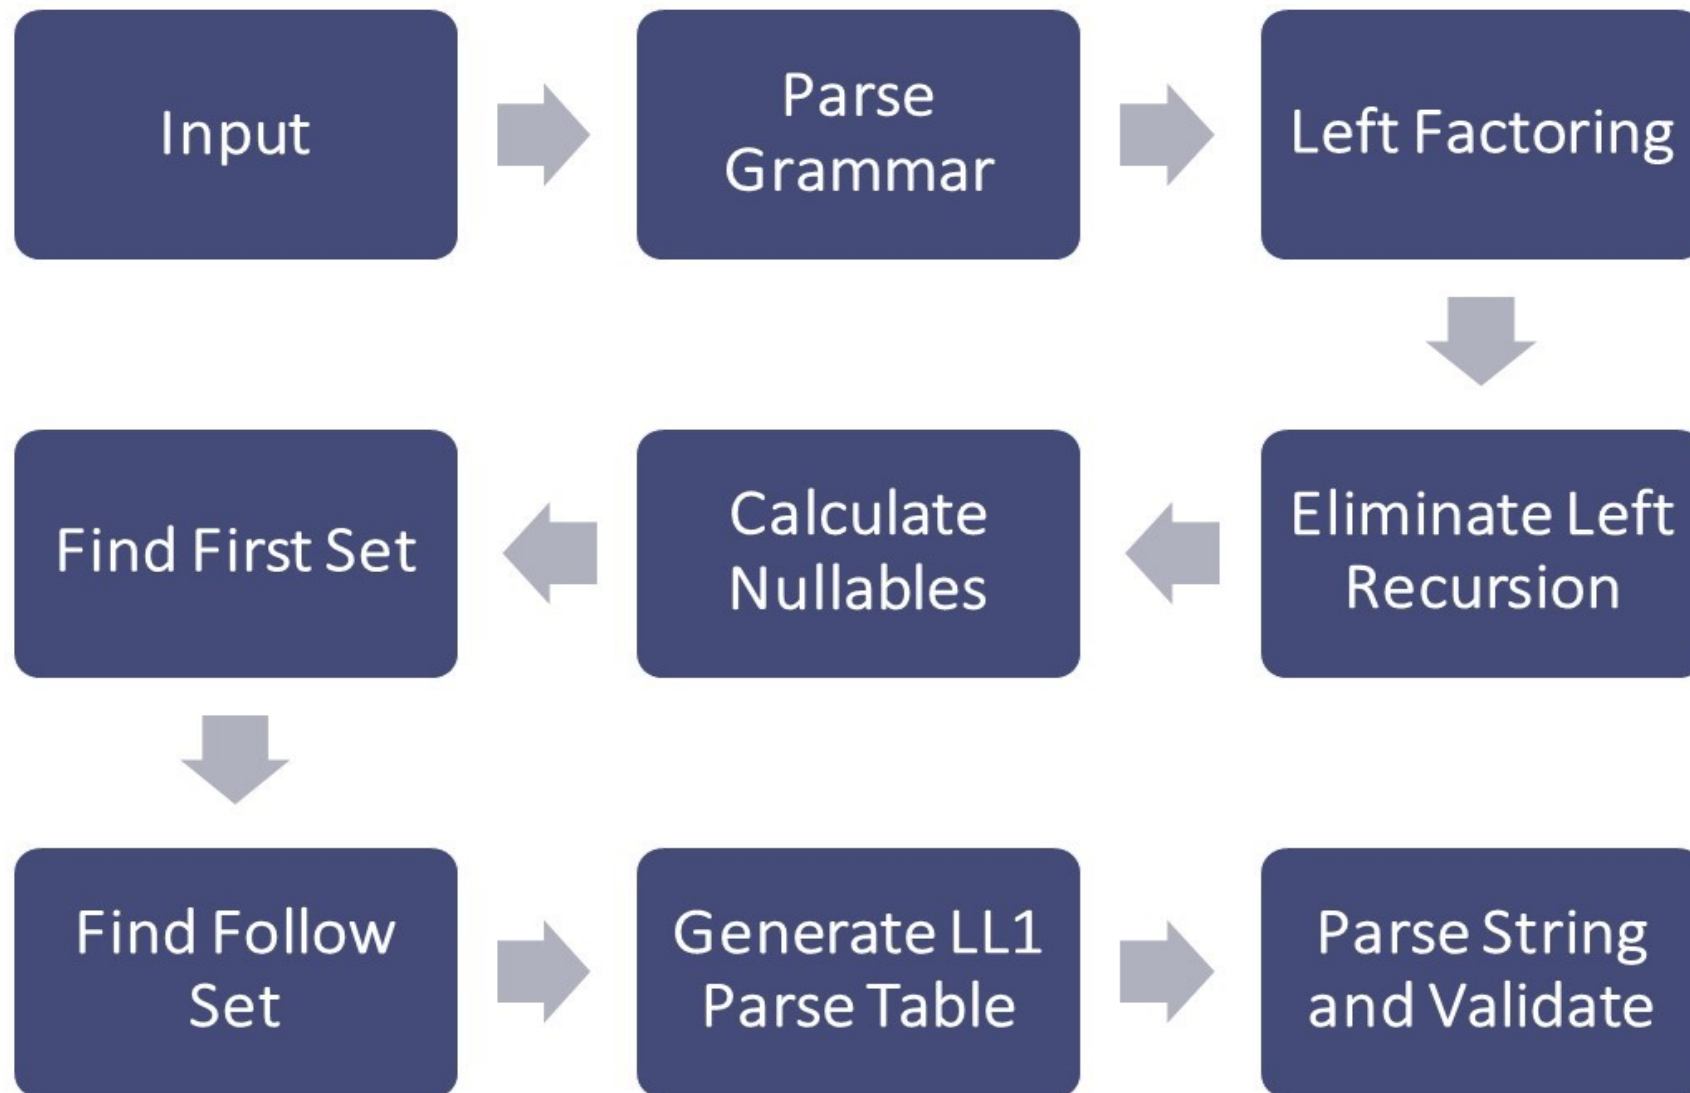 Input
Parse
Grammar
Left Factoring
Eliminate Left
Recursion
Calculate
Nullables
Find First Set
Find Follow
Set
Generate LL1
Parse Table
Parse String
and Validate